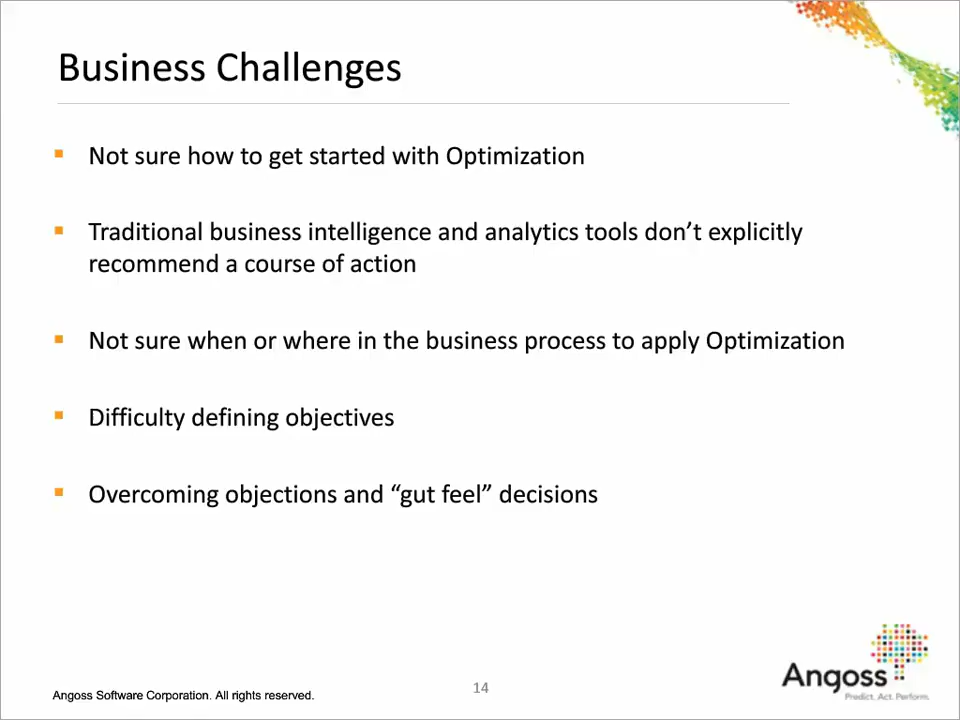 Business Challenges
▪ Not sure how to get started with Optimization
▪ Traditional business intelligence and analytics tools don’t explicitly
recommend a course of action
▪ Not sure when or where in the business process to apply Optimization
▪ Difficulty defining objectives
▪ Overcoming objections and “gut feel” decisions
Angoss Software Corporation. All rights reserved.
14
Angoss
Predict. Act. Perform.